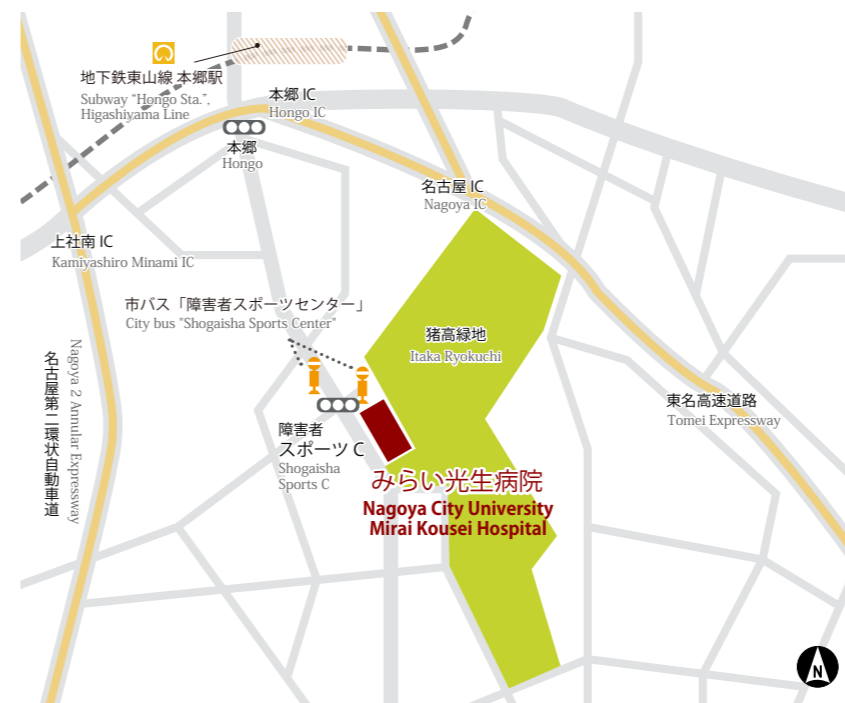 地下鉄東山線 本郷駅
Subway "Hongo Sta.",
Higashiyama Line
本郷 IC
Hongo IC
本郷
Hongo
名古屋 IC
Nagoya IC
上社南 IC
Kamiyashiro Minami IC
市バス「障害者スポーツセンター」
City bus "Shogaisha Sports Center"
猪高緑地
Itaka Ryokuchi
名古屋第二環状自動車道
Nagoya 2 Annular Expressway
東名高速道路
Tomei Expressway
障害者
スポーツ C
Shogaisha
Sports C
みらい光生病院
Nagoya City University
Mirai Kousei Hospital
N